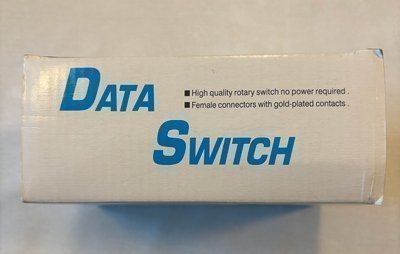 DATA
■ High quality rotary switch no power required .
■ Female connectors with gold-plated contacts .
SWITCH